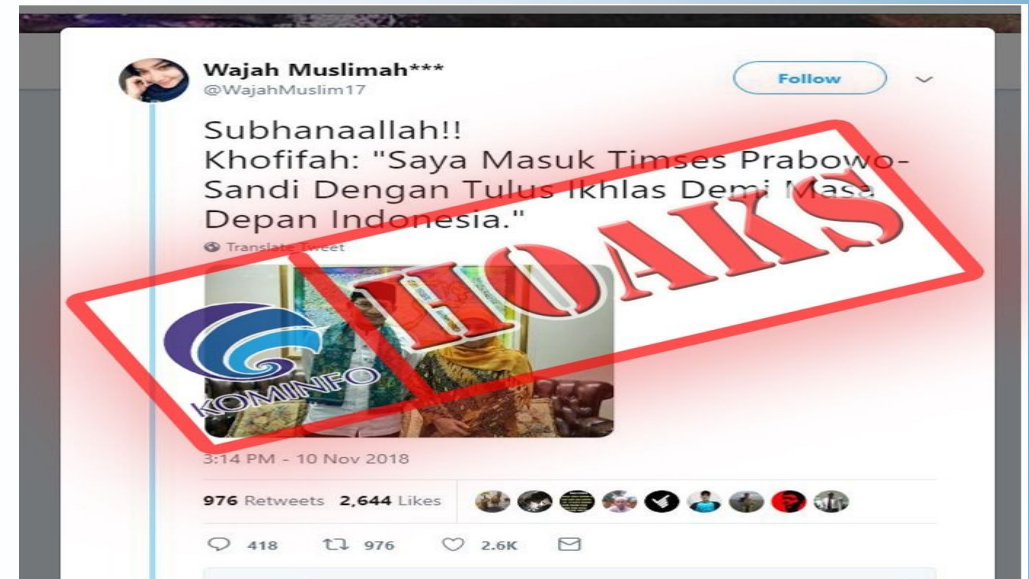 Wajah Muslimah***
@WajahMuslim17
Follow
Subhanaallah!!
Khofifah: "Saya Masuk Timses Prabowo-
Sandi Dengan Tulus Ikhlas Demi Masa
Depan Indonesia."
Translate Tweet
HOAKS
KOMINFO
3:14 PM - 10 Nov 2018
976 Retweets 2,644 Likes
418 976 2.6K